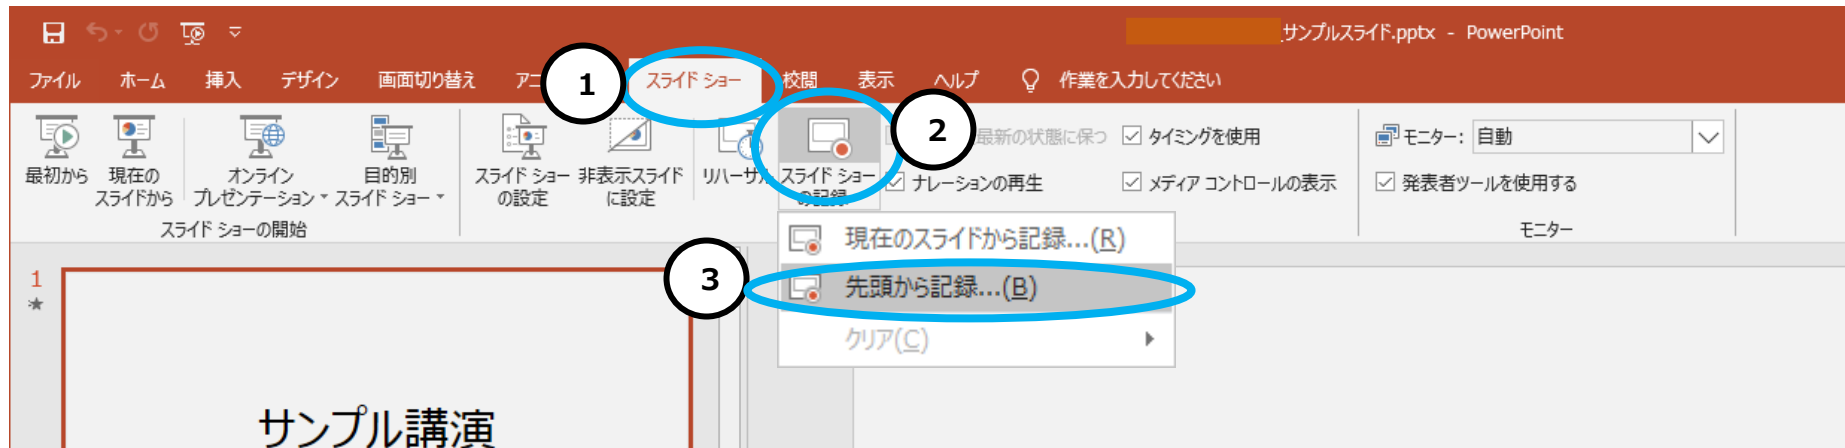 サンプルスライド.pptx - PowerPoint
ファイル ホーム 挿入 デザイン 画面切り替え アニ 1 スライド ショー 校閲 表示 ヘルプ 作業を入力してください
2
最新の状態に保つ タイミングを使用 モニター: 自動
最初から 現在の
スライドから オンライン
プレゼンテーション 目的別
スライド ショー スライド ショー
の設定 非表示スライド
に設定 リハーサル スライド ショー
の記録 ナレーションの再生 メディア コントロールの表示 発表者ツールを使用する
スライド ショーの開始 モニター
現在のスライドから記録...(R)
3 先頭から記録...(B)
クリア(C)
1
サンプル講演